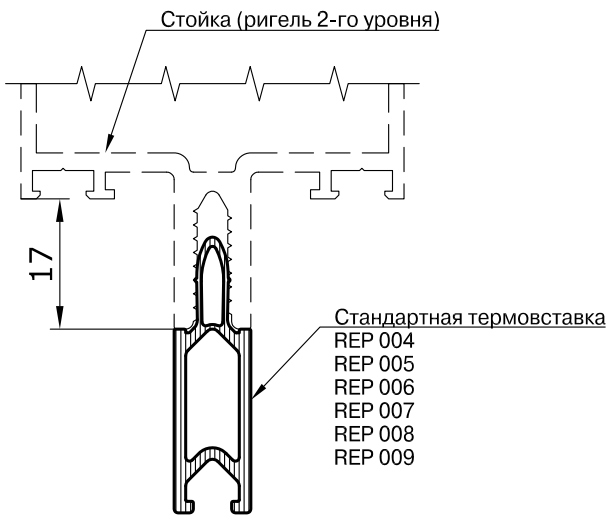 Стойка (ригель 2-го уровня)
17
Стандартная термовставка
REP 004
REP 005
REP 006
REP 007
REP 008
REP 009